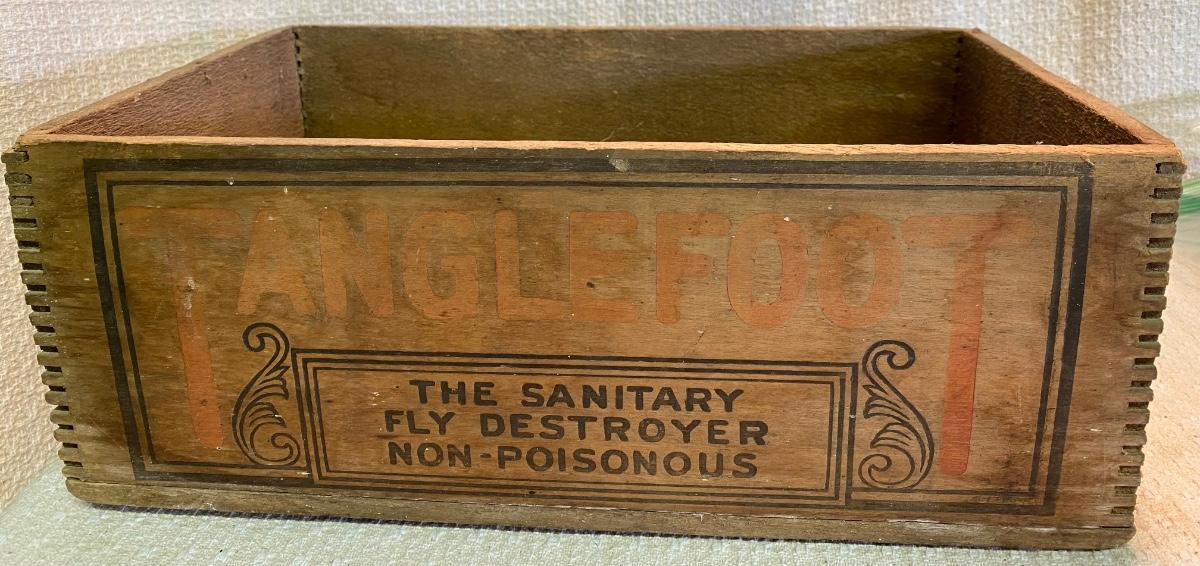 TANGLEFOOT
THE SANITARY
FLY DESTROYER
NON-POISONOUS